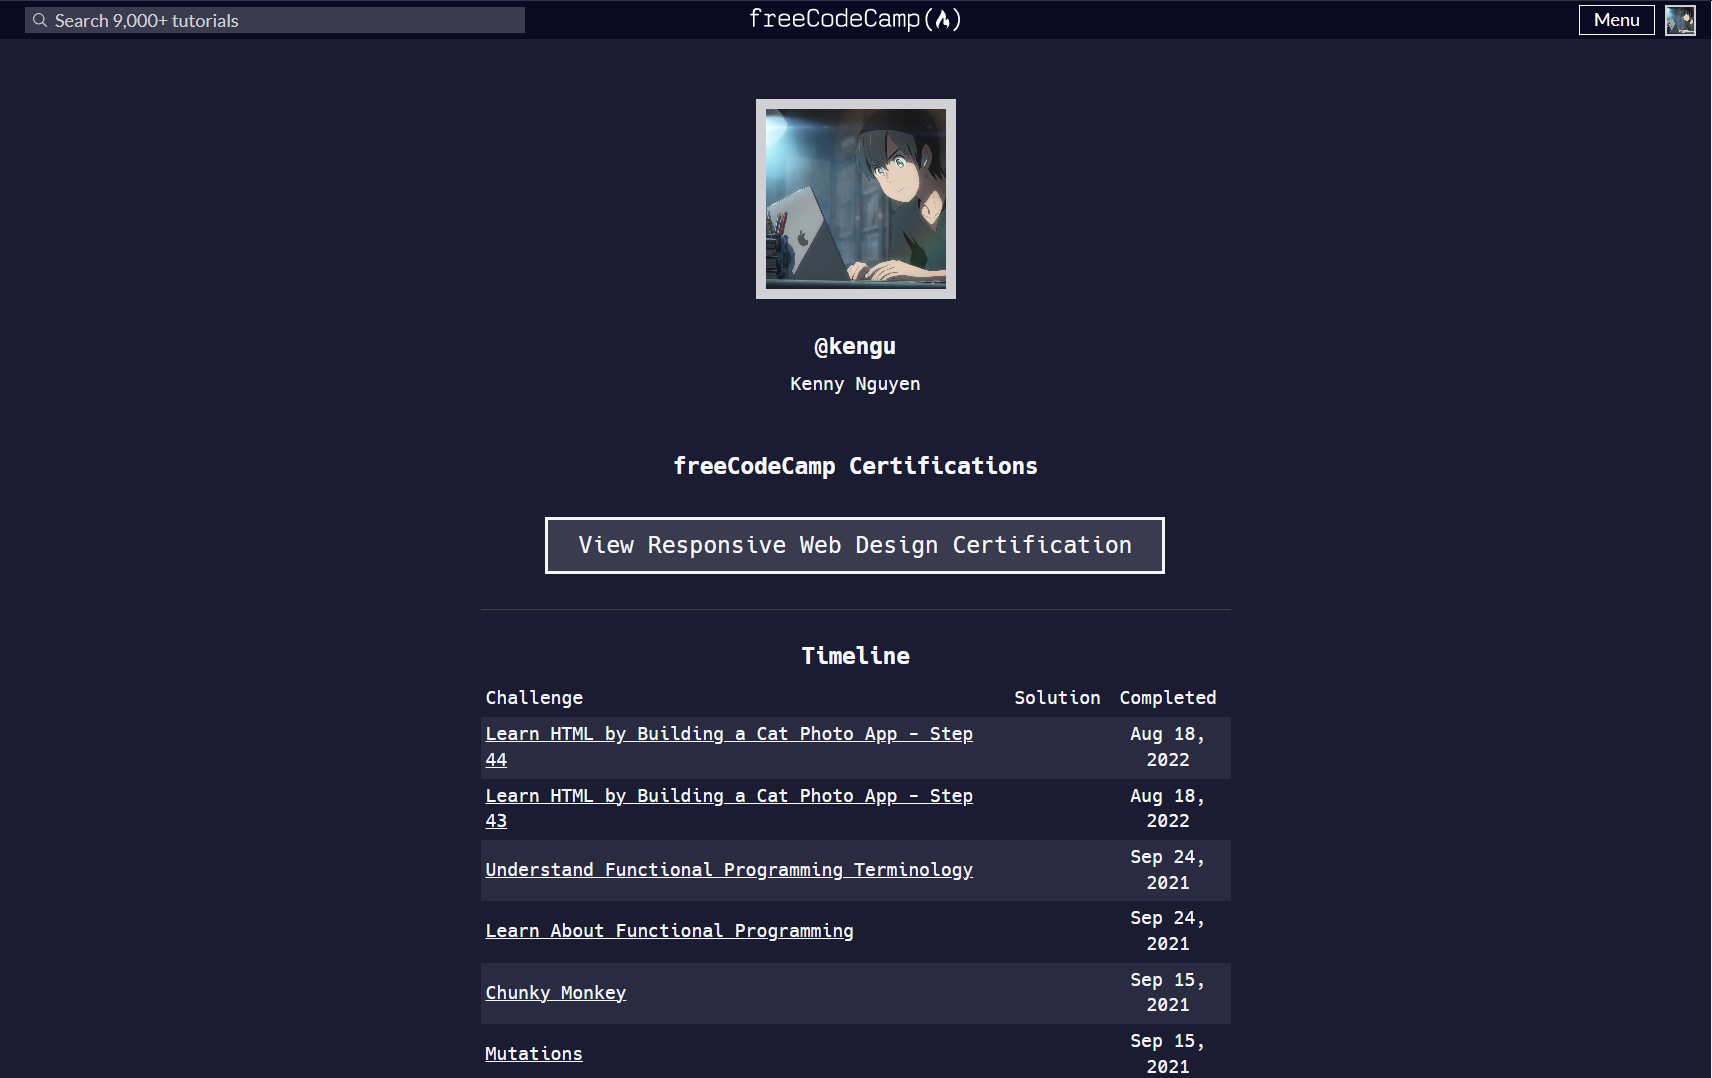 Search 9,000+ tutorials
freeCodeCamp
Menu
@kengu
Kenny Nguyen
freeCodeCamp Certifications
View Responsive Web Design Certification
Timeline
Challenge Solution Completed
Learn HTML by Building a Cat Photo App - Step
44
Aug 18,
2022
Learn HTML by Building a Cat Photo App - Step
43
Aug 18,
2022
Understand Functional Programming Terminology
Sep 24,
2021
Learn About Functional Programming
Sep 24,
2021
Chunky Monkey
Sep 15,
2021
Mutations
Sep 15,
2021